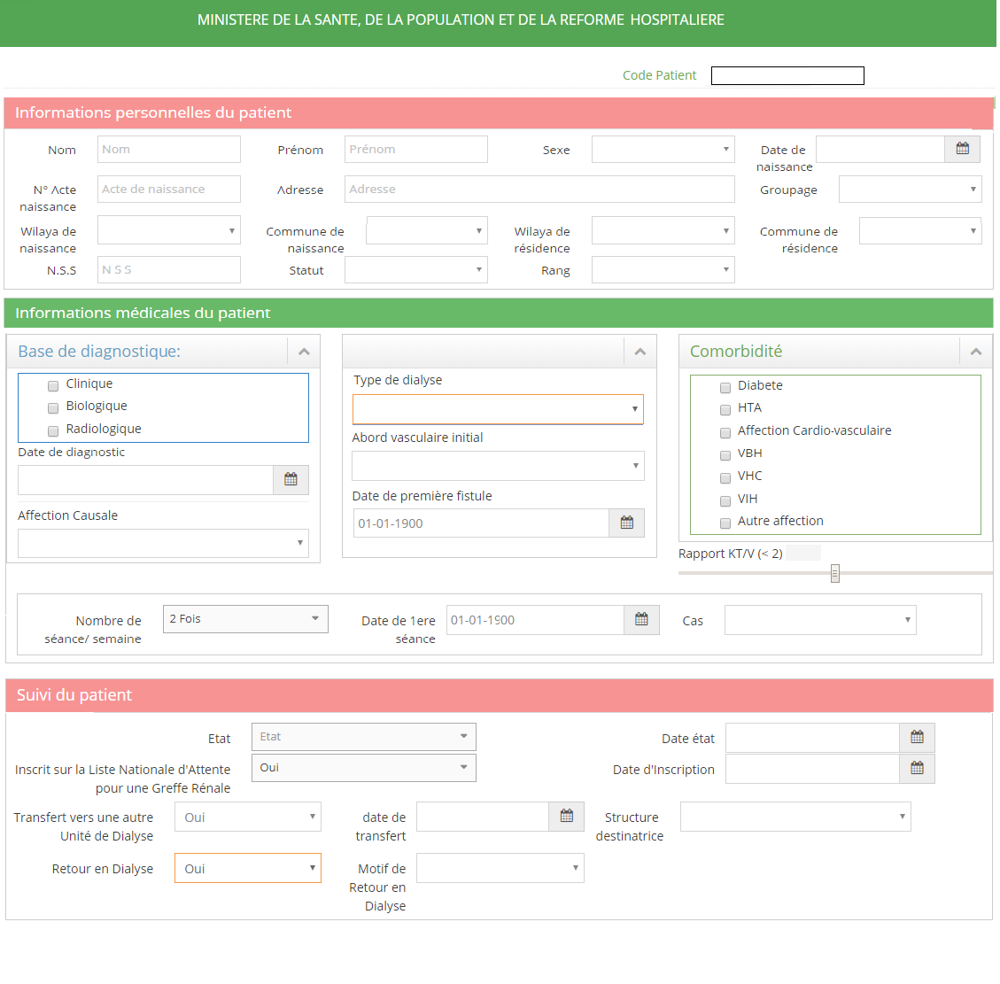 MINISTERE DE LA SANTE, DE LA POPULATION ET DE LA REFORME HOSPITALIERE
Code Patient
Informations personnelles du patient
Nom Nom Prénom Prénom Sexe Date de naissance
N° Acte naissance Acte de naissance Adresse Adresse Groupage
Wilaya de naissance Commune de naissance Wilaya de résidence Commune de résidence
N.S.S N S S Statut Rang
Informations médicales du patient
Base de diagnostique:
Clinique
Biologique
Radiologique
Date de diagnostic
Affection Causale
Type de dialyse
Abord vasculaire initial
Date de première fistule
01-01-1900
Comorbidité
Diabete
HTA
Affection Cardio-vasculaire
VBH
VHC
VIH
Autre affection
Rapport KT/V (< 2)
Nombre de séance/ semaine 2 Fois Date de 1ere séance 01-01-1900 Cas
Suivi du patient
Etat Etat Date état
Inscrit sur la Liste Nationale d'Attente pour une Greffe Rénale Oui Date d'Inscription
Transfert vers une autre Unité de Dialyse Oui date de transfert Structure destinatrice
Retour en Dialyse Oui Motif de Retour en Dialyse